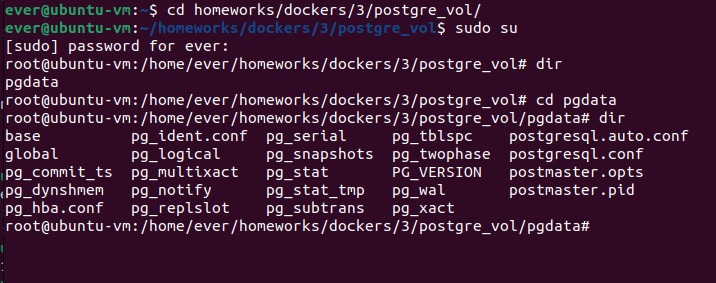 ever@ubuntu-vm:~$ cd homeworks/dockers/3/postgre_vol/
ever@ubuntu-vm:~/homeworks/dockers/3/postgre_vol$ sudo su
[sudo] password for ever:
root@ubuntu-vm:/home/ever/homeworks/dockers/3/postgre_vol# dir
pgdata
root@ubuntu-vm:/home/ever/homeworks/dockers/3/postgre_vol# cd pgdata
root@ubuntu-vm:/home/ever/homeworks/dockers/3/postgre_vol/pgdata# dir
base pg_ident.conf pg_serial pg_tblspc postgresql.auto.conf
global pg_logical pg_snapshots pg_twophase postgresql.conf
pg_commit_ts pg_multixact pg_stat PG_VERSION postmaster.opts
pg_dynshmem pg_notify pg_stat_tmp pg_wal postmaster.pid
pg_hba.conf pg_replslot pg_subtrans pg_xact
root@ubuntu-vm:/home/ever/homeworks/dockers/3/postgre_vol/pgdata#